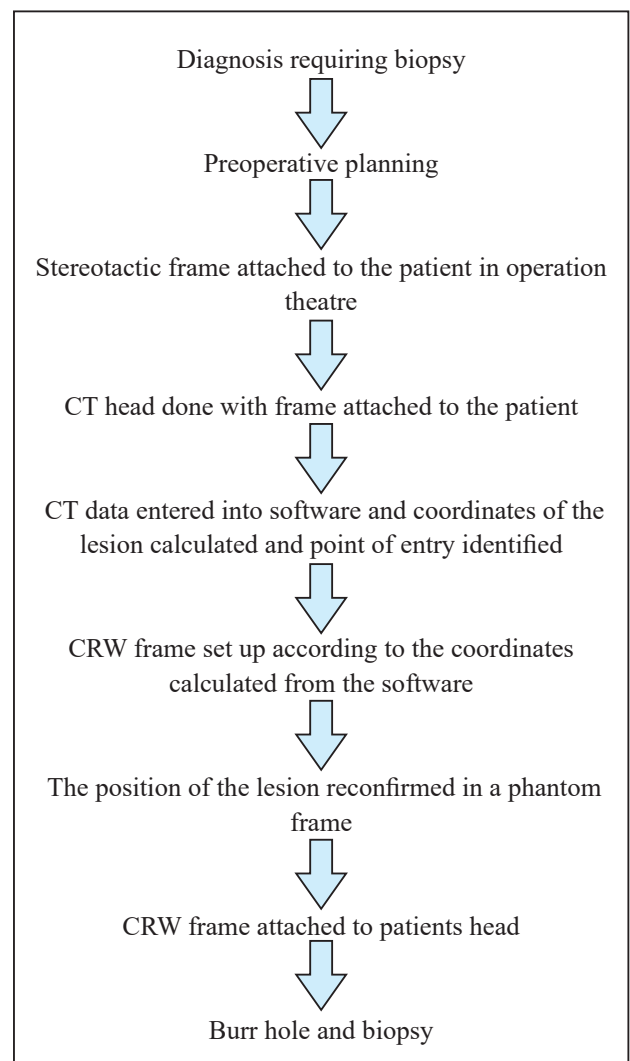 Diagnosis requiring biopsy
Preoperative planning
Stereotactic frame attached to the patient in operation
theatre
CT head done with frame attached to the patient
CT data entered into software and coordinates of the
lesion calculated and point of entry identified
CRW frame set up according to the coordinates
calculated from the software
The position of the lesion reconfirmed in a phantom
frame
CRW frame attached to patients head
Burr hole and biopsy